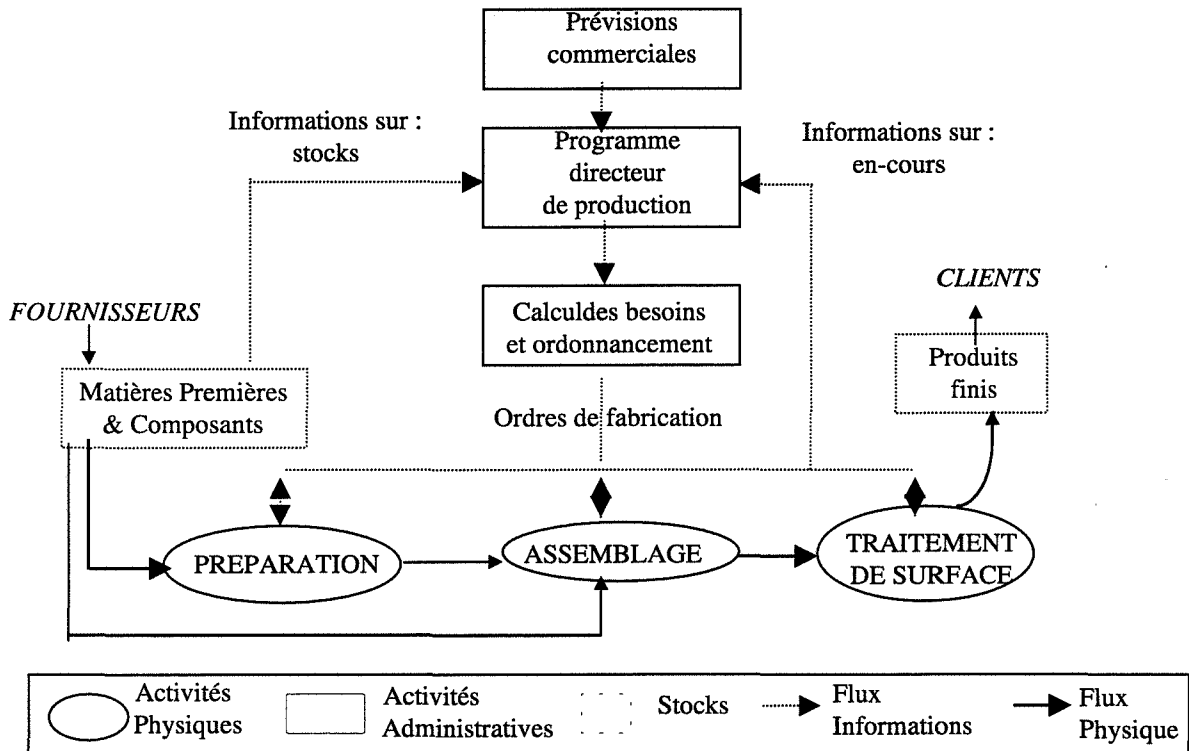 Prévisions
commerciales
Informations sur :
stocks
Programme
directeur
de production
Informations sur :
en-cours
FOURNISSEURS
CLIENTS
Calculdes besoins
et ordonnancement
Produits
finis
Matières Premières
& Composants
Ordres de fabrication
PREPARATION
ASSEMBLAGE
TRAITEMENT
DE SURFACE
Activités
Physiques
Activités
Administratives
Stocks
Flux
Informations
Flux
Physique